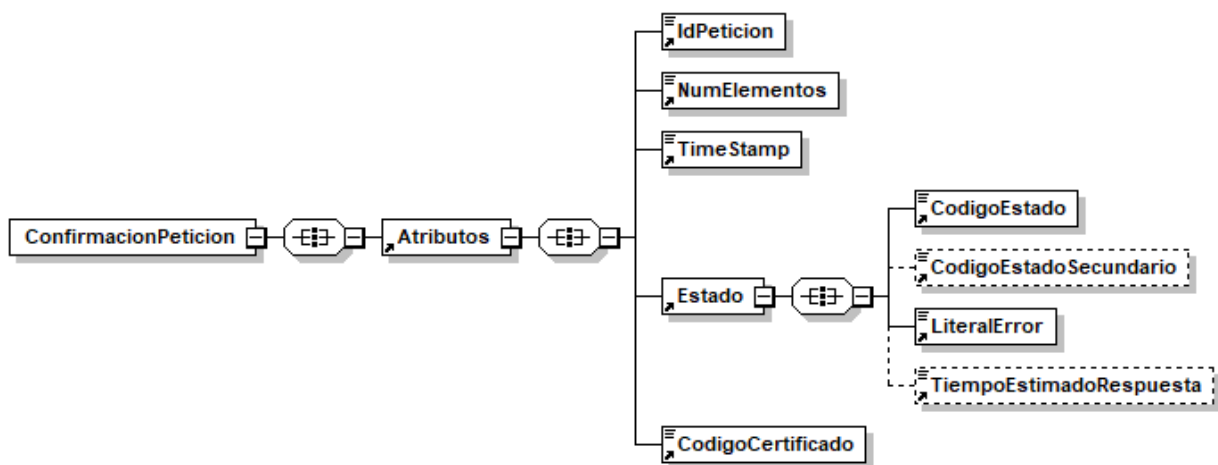 IdPeticion
NumElementos
TimeStamp
ConfirmacionPeticion
Atributos
Estado
CodigoEstado
CodigoEstadoSecundario
LiteralError
TiempoEstimadoRespuesta
CodigoCertificado